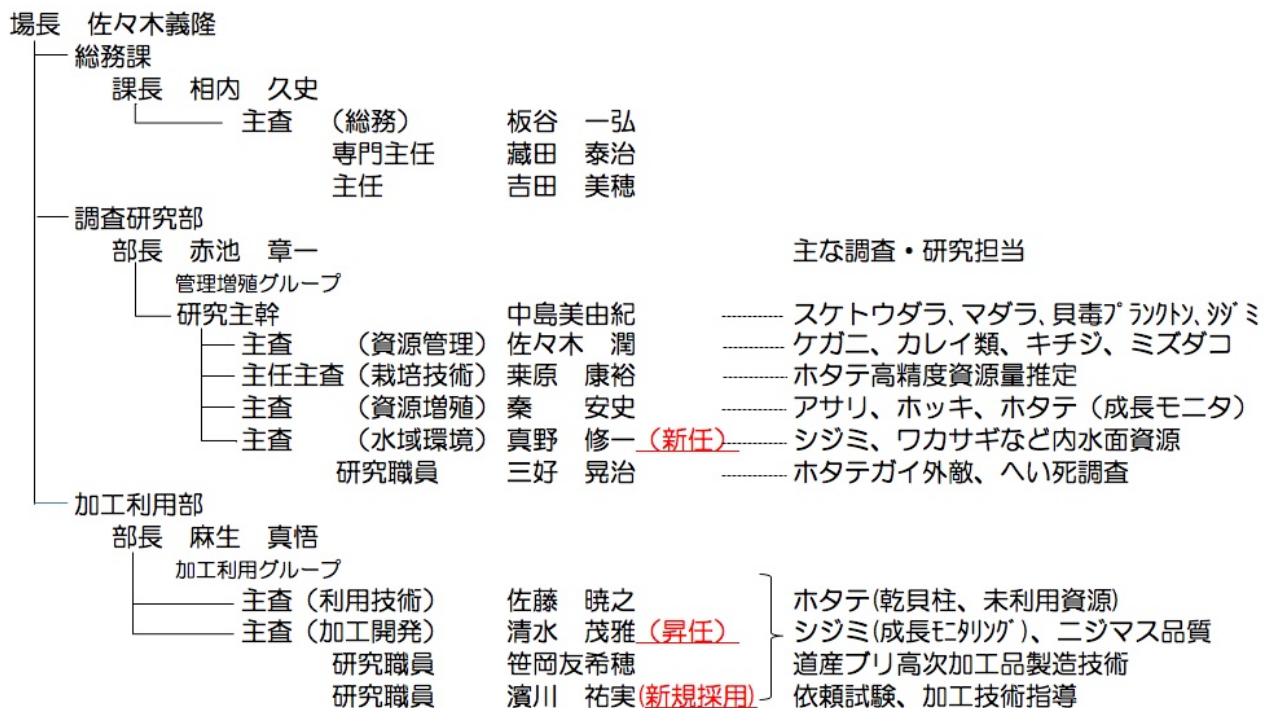 場長 佐々木義隆
総務課
課長 相内 久史
主査 （総務） 板谷 一弘
専門主任 藏田 泰治
主任 吉田 美穂
調査研究部
部長 赤池 章一 主な調査・研究担当
管理増殖グループ
研究主幹 中島美由紀 スケトウダラ、マダラ、貝毒ﾌﾟﾗﾝｸﾄﾝ、ｼｼﾞﾐ
主査 （資源管理） 佐々木 潤 ケガニ、カレイ類、キチジ、ミズダコ
主任主査 （栽培技術） 来原 康裕 ホタテ高精度資源量推定
主査 （資源増殖） 秦 安史 アサリ、ホッキ、ホタテ（成長モニタ）
主査 （水域環境） 真野 修一（新任） シジミ、ワカサギなど内水面資源
研究職員 三好 晃治 ホタテガイ外敵、へい死調査
加工利用部
部長 麻生 真悟
加工利用グループ
主査（利用技術） 佐藤 暁之 ホタテ(乾貝柱、未利用資源)
主査（加工開発） 清水 茂雅（昇任） シジミ(成長ﾓﾆﾀﾘﾝｸﾞ)、ニジマス品質
研究職員 笹岡友希穂 道産ブリ高次加工品製造技術
研究職員 濱川 祐実(新規採用) 依頼試験、加工技術指導